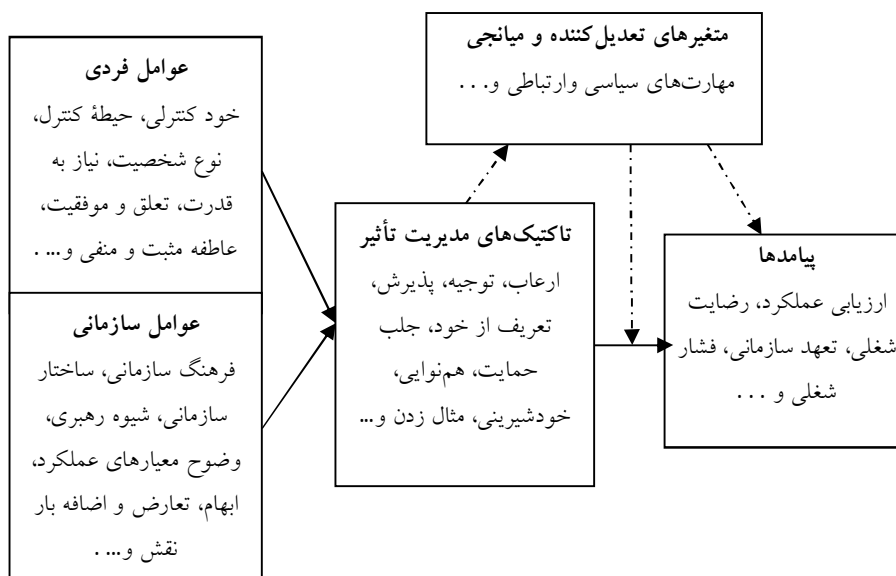 عوامل فردی
خود کنترلی، حیطۀ کنترل،
نوع شخصیت، نیاز به
قدرت، تعلق و موفقیت،
عاطفه مثبت و منفی و... .
عوامل سازمانی
فرهنگ سازمانی، ساختار
سازمانی، شیوه رهبری،
وضوح معیارهای عملکرد،
ابهام، تعارض و اضافه بار
نقش و... .
متغیرهای تعدیل‌کننده و میانجی
مهارت‌های سیاسی وارتباطی و...
تاکتیک‌های مدیریت تأثیر
ارعاب، توجیه، پذیرش،
تعریف از خود، جلب
حمایت، هم‌نوایی،
خودشیرینی، مثال زدن و...
پیامدها
ارزیابی عملکرد، رضایت
شغلی، تعهد سازمانی، فشار
شغلی و ...